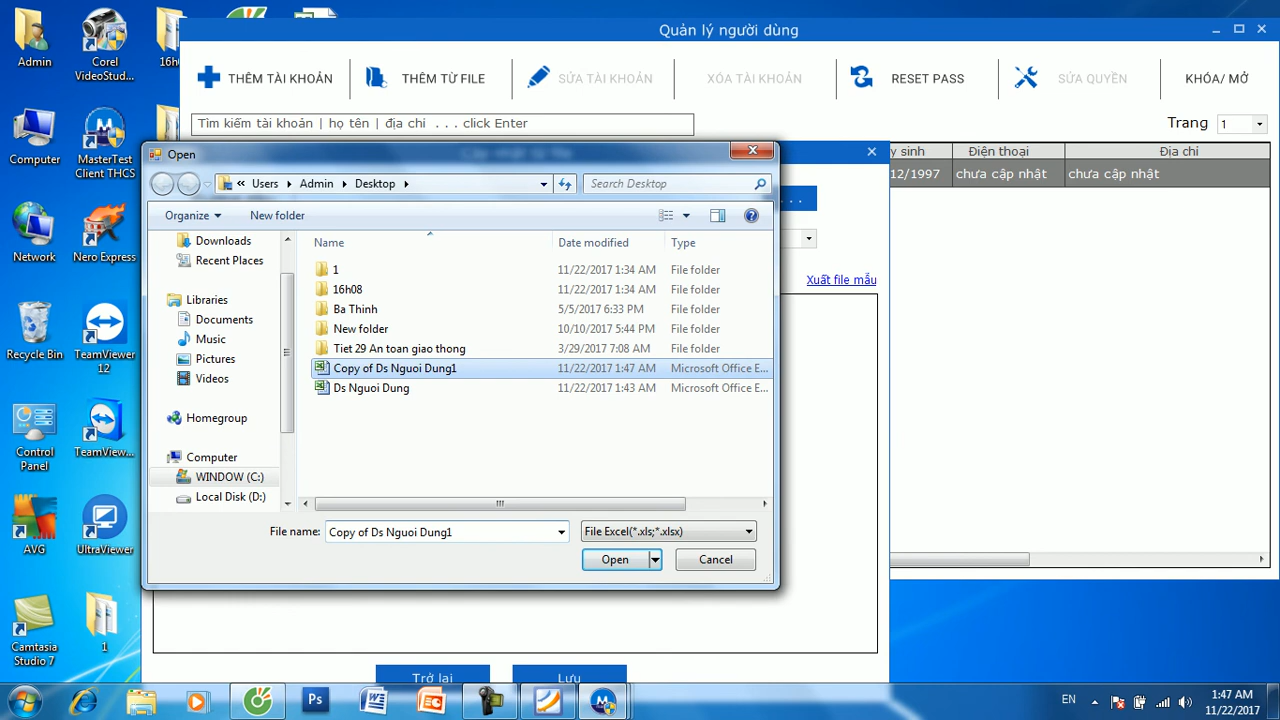 Quản lý người dùng
THÊM TÀI KHOẢN
THÊM TỪ FILE
SỬA TÀI KHOẢN
XÓA TÀI KHOẢN
RESET PASS
SỬA QUYỀN
KHÓA/ MỞ
Tìm kiếm tài khoản | họ tên | địa chỉ . . . click Enter
Trang 1
y sinh Điện thoại Địa chỉ
12/1997 chưa cập nhật chưa cập nhật
. . .
Xuất file mẫu
Open
« Users Admin Desktop
Search Desktop
Organize
New folder
Downloads
Recent Places
Libraries
Documents
Music
Pictures
Videos
Homegroup
Computer
WINDOW (C:)
Local Disk (D:)
Name Date modified Type
1 11/22/2017 1:34 AM File folder
16h08 11/22/2017 1:34 AM File folder
Ba Thinh 5/5/2017 6:33 PM File folder
New folder 10/10/2017 5:44 PM File folder
Tiet 29 An toan giao thong 3/29/2017 7:08 AM File folder
Copy of Ds Nguoi Dung1 11/22/2017 1:47 AM Microsoft Office E...
Ds Nguoi Dung 11/22/2017 1:43 AM Microsoft Office E...
File name: Copy of Ds Nguoi Dung1
File Excel(*.xls;*.xlsx)
Open
Cancel
Trở lại
Lưu
Admin
Corel VideoStud...
16h
Computer
MasterTest Client THCS
Network
Nero Express
Recycle Bin
TeamViewer 12
Control Panel
TeamView...
AVG
UltraViewer
Camtasia Studio 7
1
EN
1:47 AM
11/22/2017